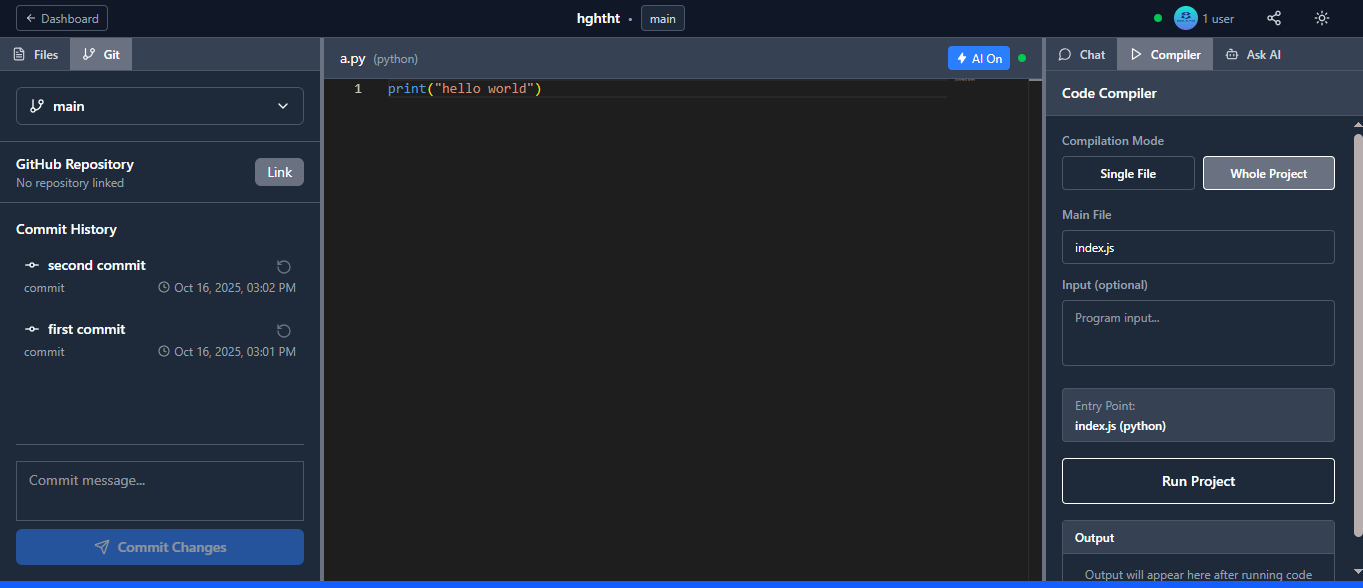 Dashboard
hghtht • main
1 user
Files
Git
main
GitHub Repository
No repository linked
Link
Commit History
second commit
commit
Oct 16, 2025, 03:02 PM
first commit
commit
Oct 16, 2025, 03:01 PM
Commit message...
Commit Changes
a.py (python)
AI On
1 print("hello world")
Chat
Compiler
Ask AI
Code Compiler
Compilation Mode
Single File
Whole Project
Main File
index.js
Input (optional)
Program input...
Entry Point:
index.js (python)
Run Project
Output
Output will appear here after running code